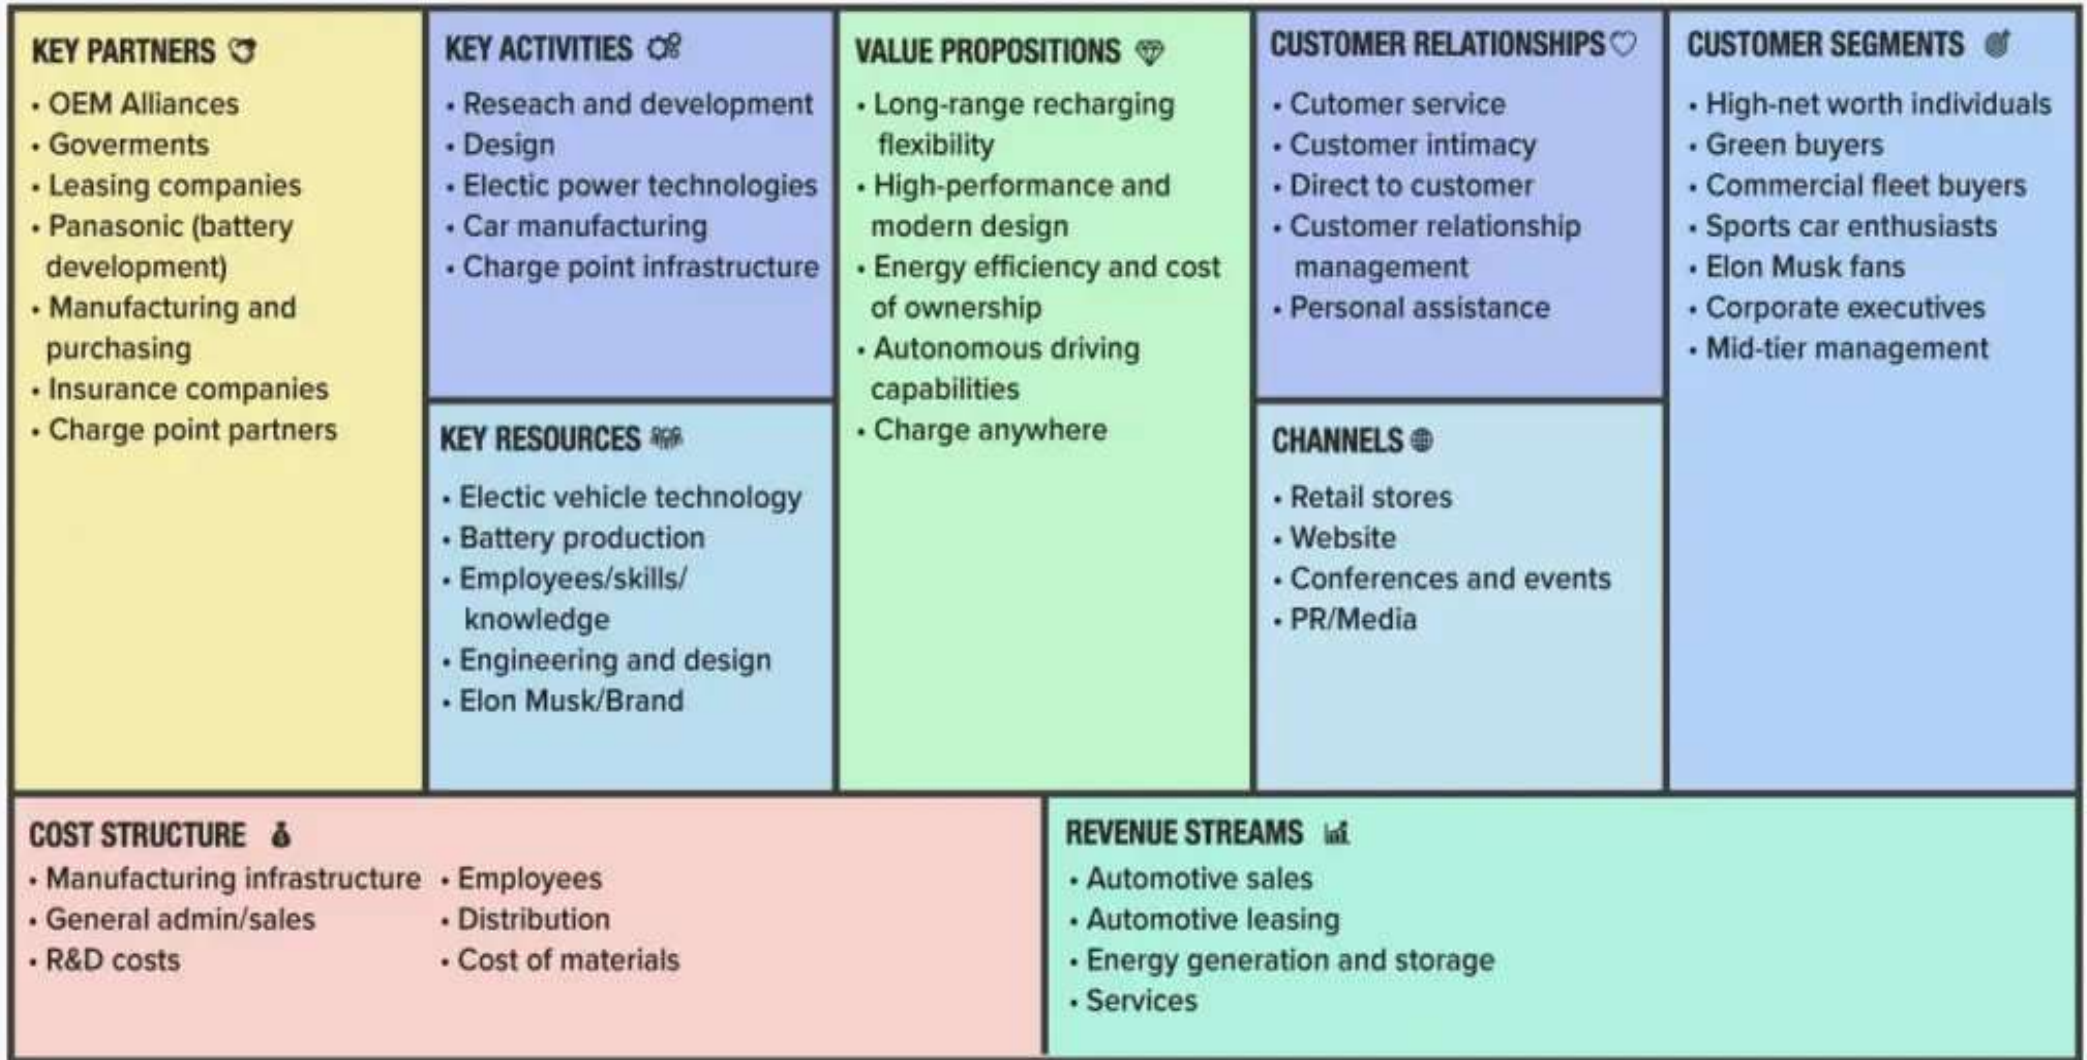 KEY PARTNERS
• OEM Alliances
• Goverments
• Leasing companies
• Panasonic (battery
development)
• Manufacturing and
purchasing
• Insurance companies
• Charge point partners
KEY ACTIVITIES
• Reseach and development
• Design
• Electic power technologies
• Car manufacturing
• Charge point infrastructure
KEY RESOURCES
• Electic vehicle technology
• Battery production
• Employees/skills/
knowledge
• Engineering and design
• Elon Musk/Brand
VALUE PROPOSITIONS
• Long-range recharging
flexibility
• High-performance and
modern design
• Energy efficiency and cost
of ownership
• Autonomous driving
capabilities
• Charge anywhere
CUSTOMER RELATIONSHIPS
• Cutomer service
• Customer intimacy
• Direct to customer
• Customer relationship
management
• Personal assistance
CHANNELS
• Retail stores
• Website
• Conferences and events
• PR/Media
CUSTOMER SEGMENTS
• High-net worth individuals
• Green buyers
• Commercial fleet buyers
• Sports car enthusiasts
• Elon Musk fans
• Corporate executives
• Mid-tier management
COST STRUCTURE
• Manufacturing infrastructure
• General admin/sales
• R&D costs
• Employees
• Distribution
• Cost of materials
REVENUE STREAMS
• Automotive sales
• Automotive leasing
• Energy generation and storage
• Services